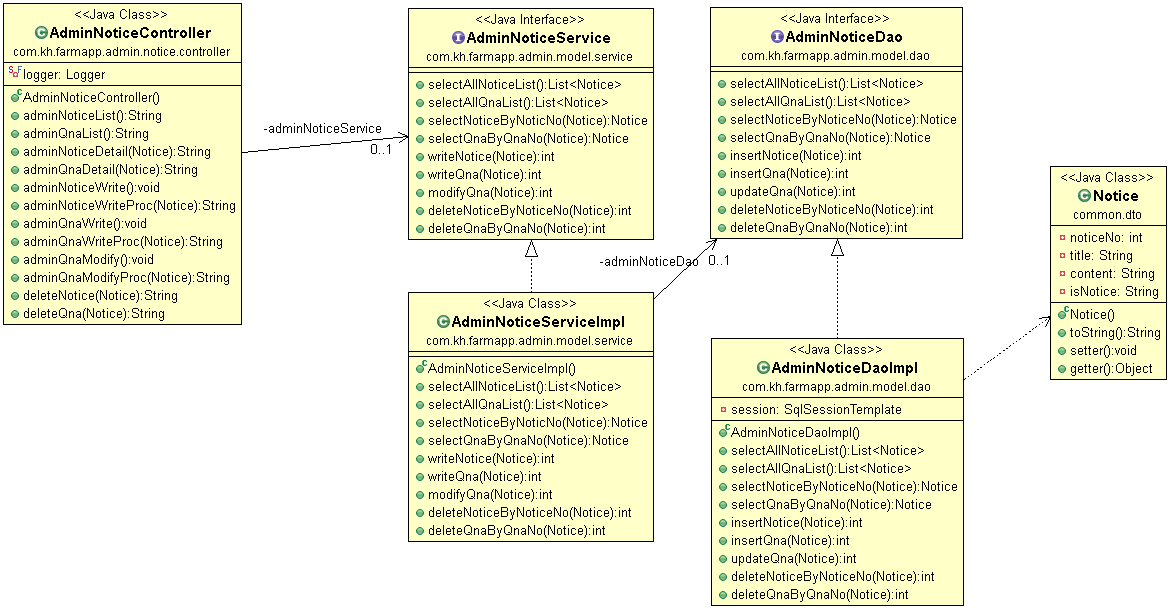 <<Java Class>>
AdminNoticeController
com.kh.farmapp.admin.notice.controller
logger: Logger
AdminNoticeController()
adminNoticeList():String
adminQnaList():String
adminNoticeDetail(Notice):String
adminQnaDetail(Notice):String
adminNoticeWrite():void
adminNoticeWriteProc(Notice):String
adminQnaWrite():void
adminQnaWriteProc(Notice):String
adminQnaModify():void
adminQnaModifyProc(Notice):String
deleteNotice(Notice):String
deleteQna(Notice):String
-adminNoticeService
0..1
<<Java Interface>>
AdminNoticeService
com.kh.farmapp.admin.model.service
selectAllNoticeList():List<Notice>
selectAllQnaList():List<Notice>
selectNoticeByNoticNo(Notice):Notice
selectQnaByQnaNo(Notice):Notice
writeNotice(Notice):int
writeQna(Notice):int
modifyQna(Notice):int
deleteNoticeByNoticeNo(Notice):int
deleteQnaByQnaNo(Notice):int
<<Java Interface>>
AdminNoticeDao
com.kh.farmapp.admin.model.dao
selectAllNoticeList():List<Notice>
selectAllQnaList():List<Notice>
selectNoticeByNoticeNo(Notice):Notice
selectQnaByQnaNo(Notice):Notice
insertNotice(Notice):int
insertQna(Notice):int
updateQna(Notice):int
deleteNoticeByNoticeNo(Notice):int
deleteQnaByQnaNo(Notice):int
-adminNoticeDao
0..1
<<Java Class>>
AdminNoticeServiceImpl
com.kh.farmapp.admin.model.service
AdminNoticeServiceImpl()
selectAllNoticeList():List<Notice>
selectAllQnaList():List<Notice>
selectNoticeByNoticNo(Notice):Notice
selectQnaByQnaNo(Notice):Notice
writeNotice(Notice):int
writeQna(Notice):int
modifyQna(Notice):int
deleteNoticeByNoticeNo(Notice):int
deleteQnaByQnaNo(Notice):int
<<Java Class>>
AdminNoticeDaoImpl
com.kh.farmapp.admin.model.dao
session: SqlSessionTemplate
AdminNoticeDaoImpl()
selectAllNoticeList():List<Notice>
selectAllQnaList():List<Notice>
selectNoticeByNoticeNo(Notice):Notice
selectQnaByQnaNo(Notice):Notice
insertNotice(Notice):int
insertQna(Notice):int
updateQna(Notice):int
deleteNoticeByNoticeNo(Notice):int
deleteQnaByQnaNo(Notice):int
<<Java Class>>
Notice
common.dto
noticeNo: int
title: String
content: String
isNotice: String
Notice()
toString():String
setter():void
getter():Object